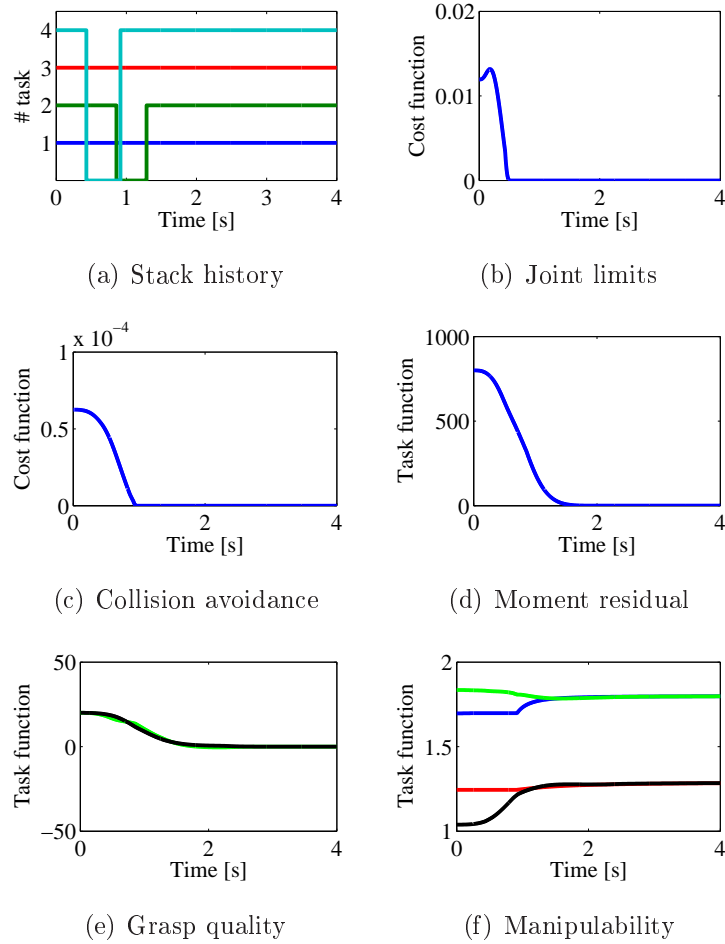 4
3
2
1
# task
0 1 2 3 4
Time [s]
(a) Stack history
0.02
0.01
0
Cost function
0 2 4
Time [s]
(b) Joint limits
x 10−4
1
0.5
0
Cost function
0 2 4
Time [s]
(c) Collision avoidance
1000
500
0
Task function
0 2 4
Time [s]
(d) Moment residual
50
0
−50
Task function
0 2 4
Time [s]
(e) Grasp quality
2
1.5
1
Task function
0 2 4
Time [s]
(f) Manipulability